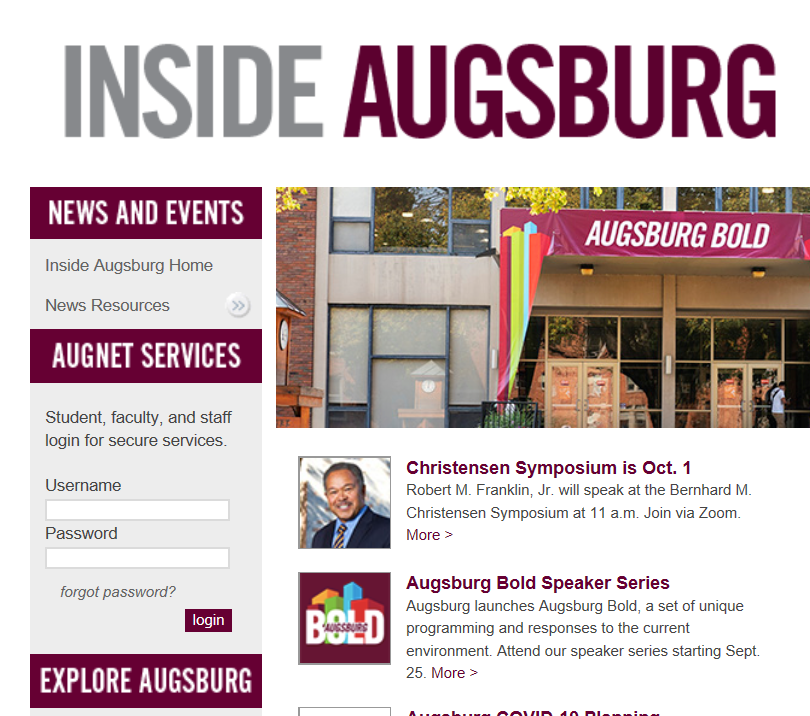 INSIDE AUGSBURG
NEWS AND EVENTS
Inside Augsburg Home
News Resources
AUGNET SERVICES
Student, faculty, and staff
login for secure services.
Username
Password
forgot password?
login
EXPLORE AUGSBURG
AUGSBURG BOLD
Christensen Symposium is Oct. 1
Robert M. Franklin, Jr. will speak at the Bernhard M.
Christensen Symposium at 11 a.m. Join via Zoom.
More >
AUGSBURG
BOLD
Augsburg Bold Speaker Series
Augsburg launches Augsburg Bold, a set of unique
programming and responses to the current
environment. Attend our speaker series starting Sept.
25. More >
Augsburg COVID-19 Planning